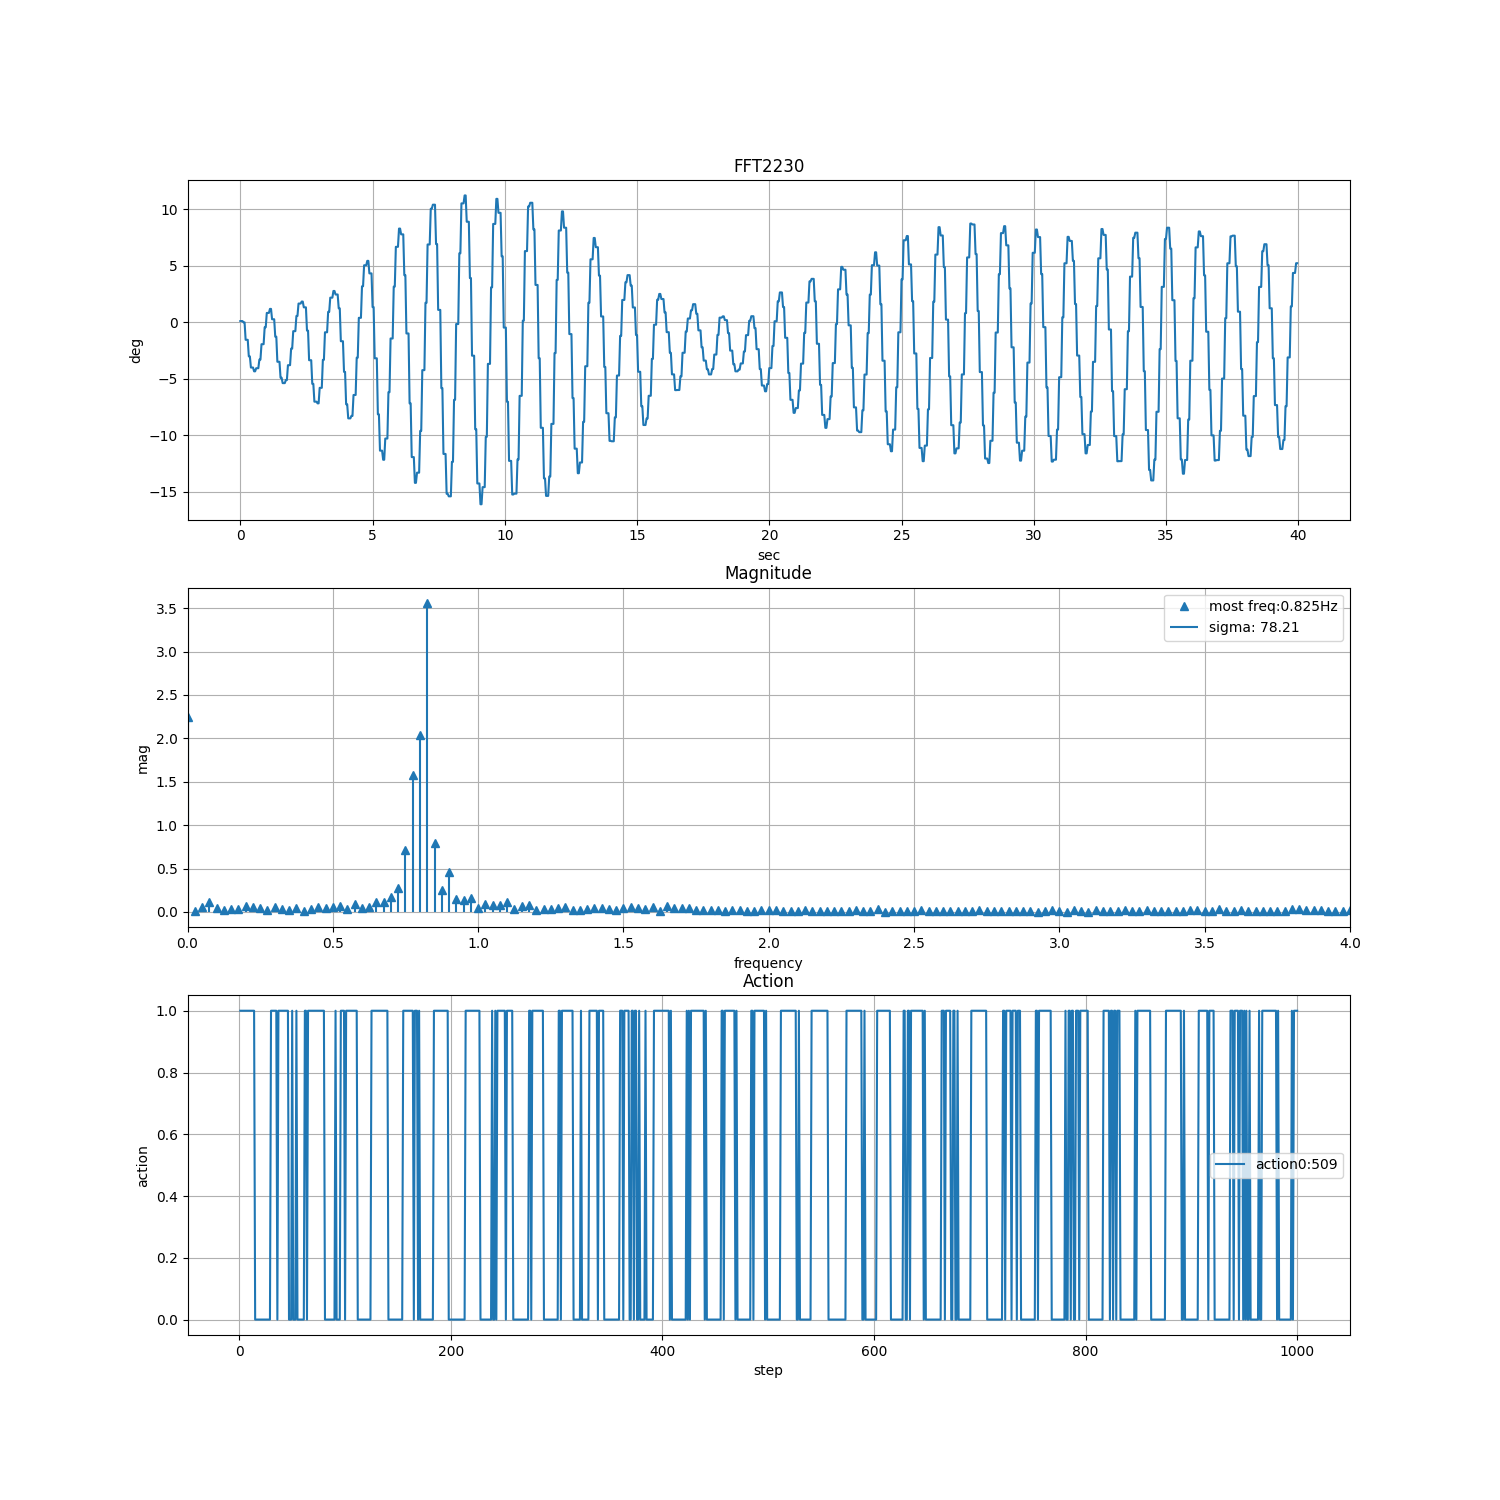 FFT2230
10
5
0
−5
−10
−15
deg
0 5 10 15 20 25 30 35 40
sec
Magnitude
3.5
3.0
2.5
2.0
1.5
1.0
0.5
0.0
mag
most freq:0.825Hz
sigma: 78.21
0.0 0.5 1.0 1.5 2.0 2.5 3.0 3.5 4.0
frequency
Action
1.0
0.8
0.6
0.4
0.2
0.0
action
action0:509
0 200 400 600 800 1000
step